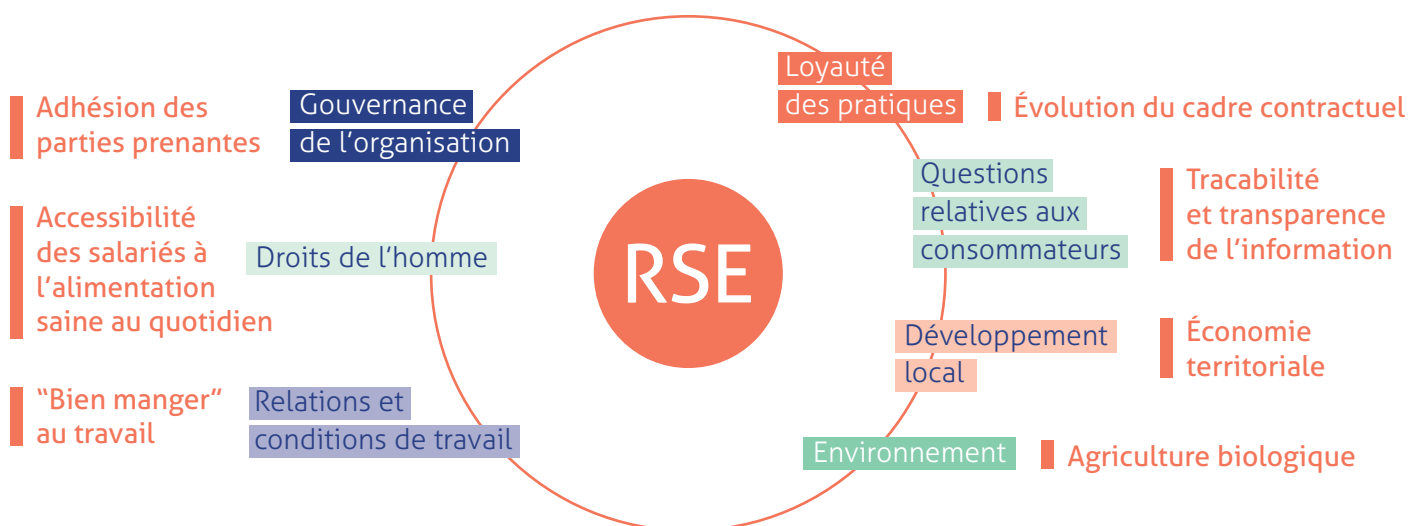 Adhésion des
parties prenantes
Gouvernance
de l’organisation
Accessibilité
des salariés à
l’alimentation
saine au quotidien
Droits de l’homme
“Bien manger”
au travail
Relations et
conditions de travail
RSE
Loyauté
des pratiques
Évolution du cadre contractuel
Questions
relatives aux
consommateurs
Tracabilité
et transparence
de l’information
Développement
local
Économie
territoriale
Environnement
Agriculture biologique